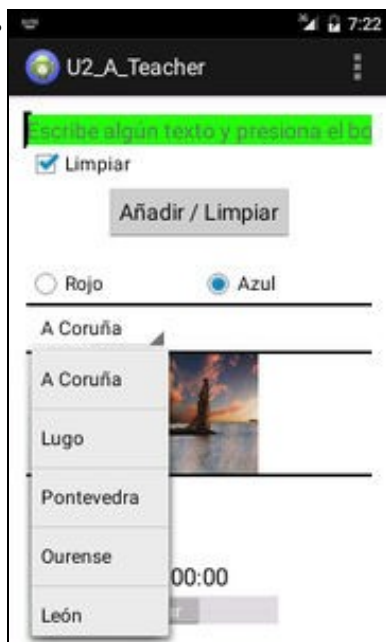 7:22
U2_A_Teacher
Escribe algún texto y presiona el bo
Limpiar
Añadir / Limpiar
Rojo
Azul
A Coruña
A Coruña
Lugo
Pontevedra
Ourense
00:00
León